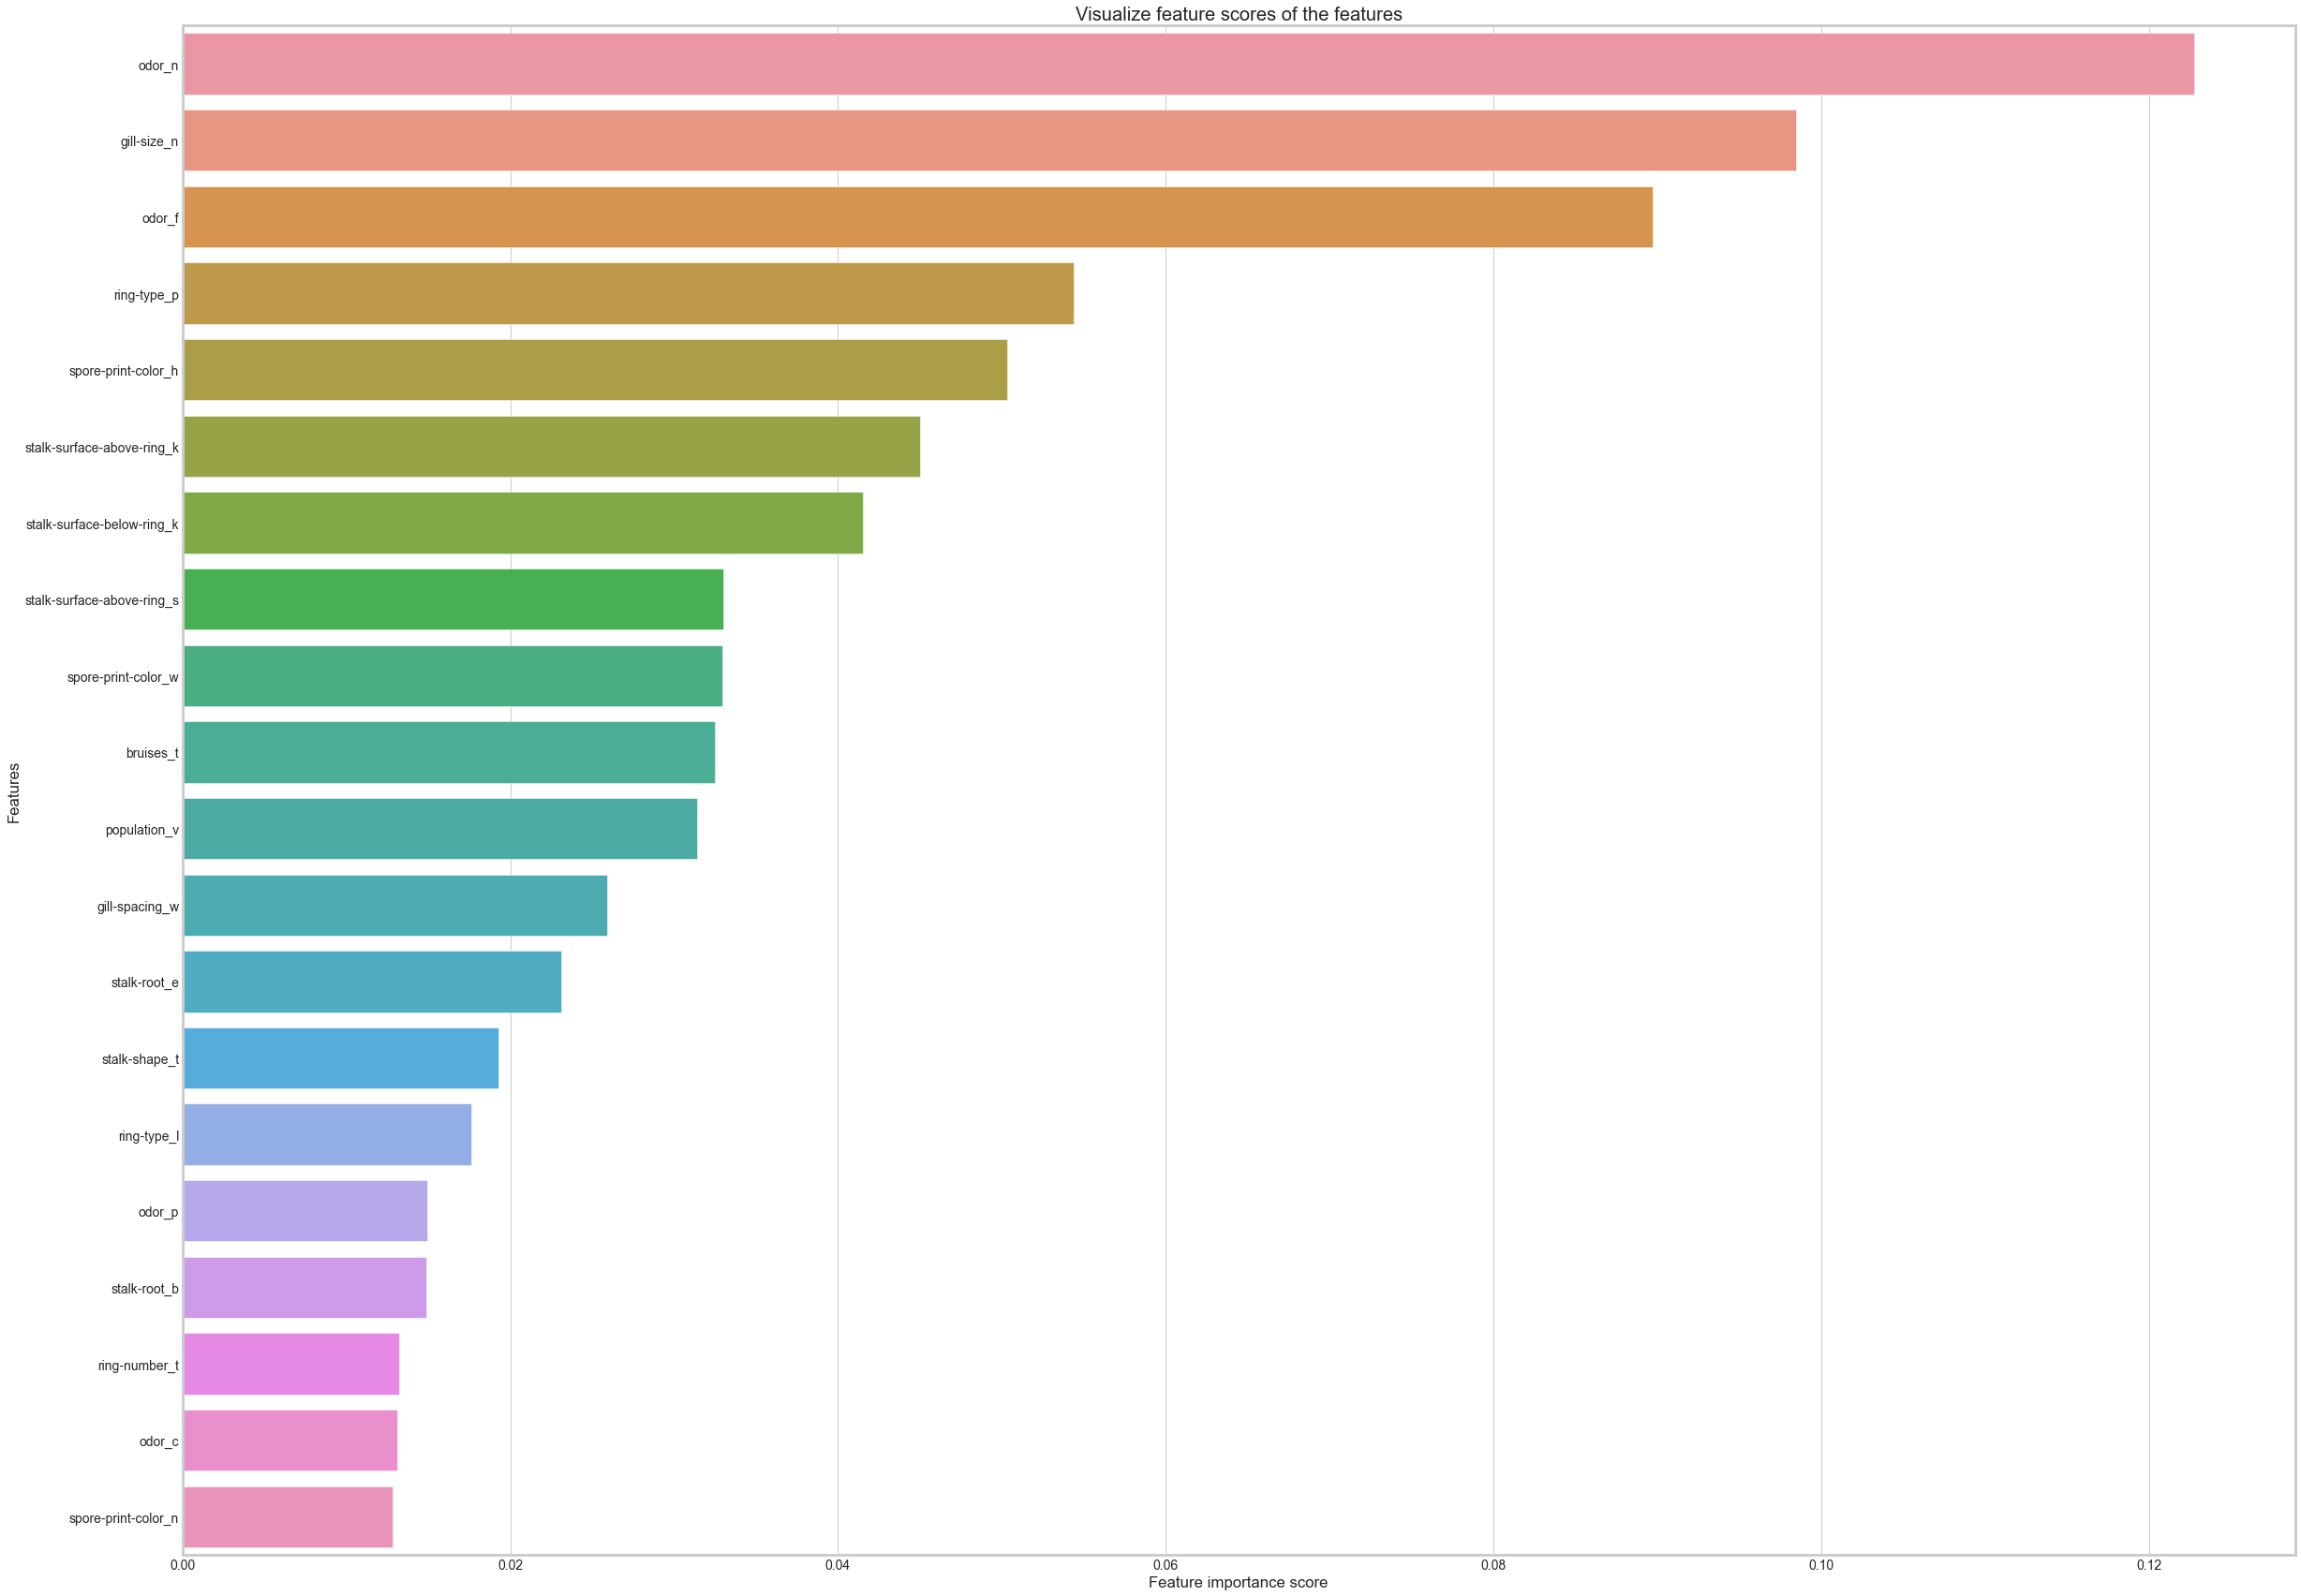 Visualize feature scores of the features
odor_n
gill-size_n
odor_f
ring-type_p
spore-print-color_h
stalk-surface-above-ring_k
stalk-surface-below-ring_k
stalk-surface-above-ring_s
spore-print-color_w
bruises_t
population_v
gill-spacing_w
stalk-root_e
stalk-shape_t
ring-type_l
odor_p
stalk-root_b
ring-number_t
odor_c
spore-print-color_n
Features
0.00 0.02 0.04 0.06 0.08 0.10 0.12
Feature importance score